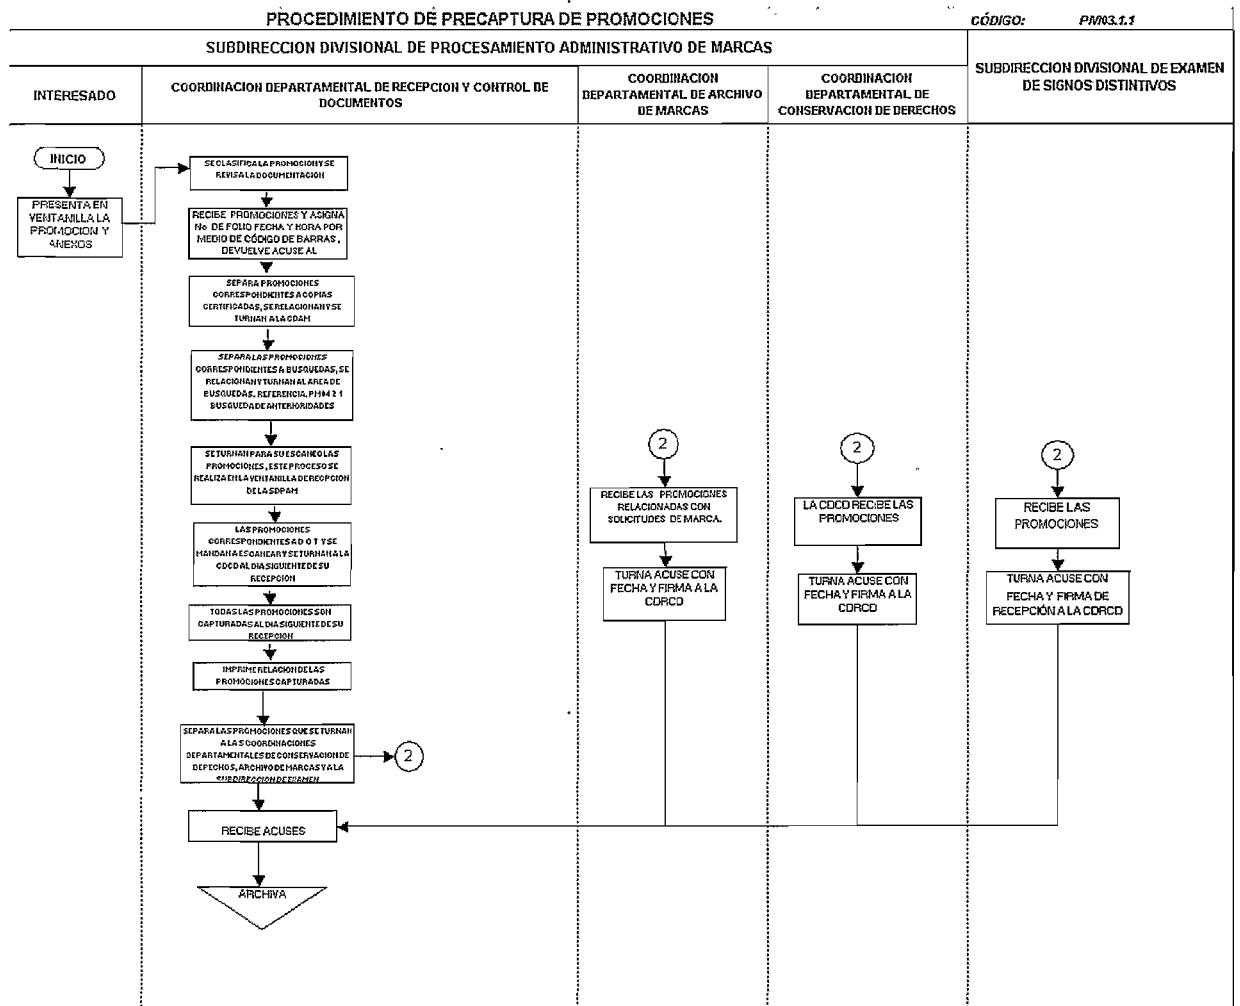 PROCEDIMIENTO DE PRECAPTURA DE PROMOCIONES
CÓDIGO: PM03.1.1
SUBDIRECCION DIVISIONAL DE PROCESAMIENTO ADMINISTRATIVO DE MARCAS
SUBDIRECCION DIVISIONAL DE EXAMEN
DE SIGNOS DISTINTIVOS
INTERESADO
COORDINACION DEPARTAMENTAL DE RECEPCION Y CONTROL DE
DOCUMENTOS
COORDINACION
DEPARTAMENTAL DE ARCHIVO
DE MARCAS
COORDINACION
DEPARTAMENTAL DE
CONSERVACION DE DERECHOS
INICIO
PRESENTA EN
VENTANILLA LA
PROMOCION Y
ANEXOS
SE CLASIFICA LA PROMOCION Y SE
REVISA LA DOCUMENTACION
RECIBE PROMOCIONES Y ASIGNA
No DE FOLIO FECHA Y HORA POR
MEDIO DE CÓDIGO DE BARRAS,
DEVUELVE ACUSE AL
SEPARA PROMOCIONES
CORRESPONDIENTES A COPIAS
CERTIFICADAS, SE RELACIONAN Y SE
TURNAN A LA CDAM
SEPARA LAS PROMOCIONES
CORRESPONDIENTES A BUSQUEDAS, SE
RELACIONAN Y TURNAN AL AREA DE
BUSQUEDAS. REFERENCIA. PM04 2 1
BUSQUEDA DE ANTERIORIDADES
SE TURNAN PARA SU ESCANEO LAS
PROMOCIONES, ESTE PROCESO SE
REALIZA EN LA VENTANILLA DE RECPCION
DE LA SDPAM
LAS PROMOCIONES
CORRESPONDIENTES A D O T Y SE
MANDAN A ESCANEAR Y SE TURNAN A LA
CDCD AL DIA SIGUIENTE DE SU
RECEPCION
TODAS LAS PROMOCIONES SON
CAPTURADAS AL DIA SIGUIENTE DE SU
RECEPCION
IMPRIME RELACION DE LAS
PROMOCIONES CAPTURADAS
SEPARA LAS PROMOCIONES QUE SE TURNAN
A LAS COORDINACIONES
DEPARTAMENTALES DE CONSERVACION DE
DEPECHOS, ARCHIVO DE MARCAS Y A LA
SUBDIRECCION DE EXAMEN
2
RECIBE ACUSES
ARCHIVA
2
RECIBE LAS PROMOCIONES
RELACIONADAS CON
SOLICITUDES DE MARCA.
TURNA ACUSE CON
FECHA Y FIRMA A LA
CDRCD
2
LA CDCD RECIBE LAS
PROMOCIONES
TURNA ACUSE CON
FECHA Y FIRMA A LA
CDRCD
2
RECIBE LAS
PROMOCIONES
TURNA ACUSE CON
FECHA Y FIRMA DE
RECEPCIÓN A LA CDRCD